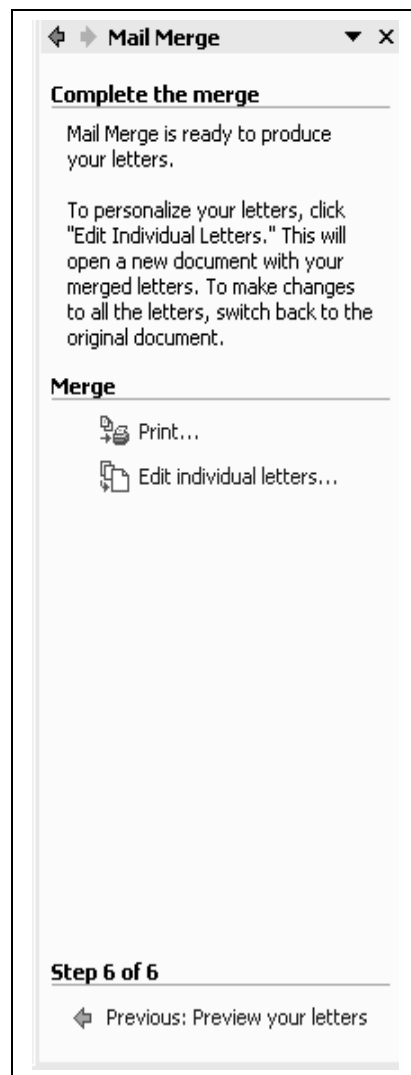 Mail Merge
Complete the merge
Mail Merge is ready to produce
your letters.
To personalize your letters, click
"Edit Individual Letters." This will
open a new document with your
merged letters. To make changes
to all the letters, switch back to the
original document.
Merge
Print...
Edit individual letters...
Step 6 of 6
Previous: Preview your letters